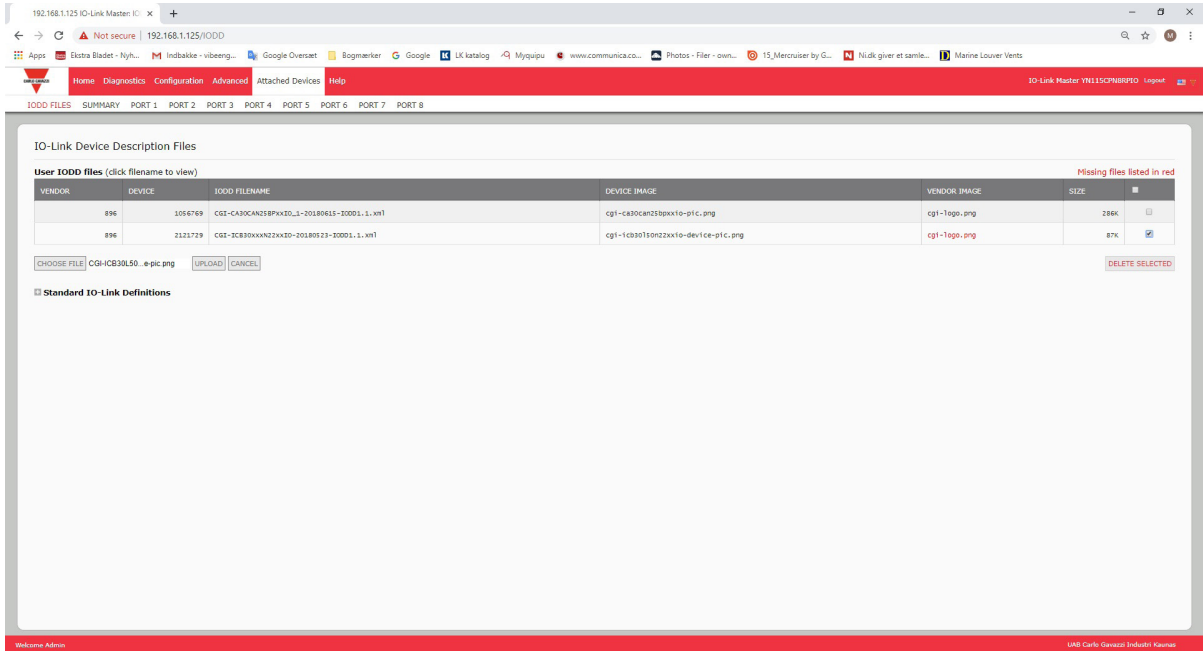 192.168.1.125 IO-Link Master: IO
Not secure | 192.168.1.125/IODD
Apps Ekstra Bladet - Nyh... Indbakke - vibeeng... Google Oversæt Bogmærker Google LK katalog Myquipu www.communica.co... Photos - Filer - own... 15_Mercruiser by G... Ni.dk giver et samle... Marine Louver Vents
CARLO GAVAZZI Home Diagnostics Configuration Advanced Attached Devices Help IO-Link Master YN115CPN8RPIO Logout
IODD FILES SUMMARY PORT 1 PORT 2 PORT 3 PORT 4 PORT 5 PORT 6 PORT 7 PORT 8
IO-Link Device Description Files
User IODD files (click filename to view) Missing files listed in red
VENDOR DEVICE IODD FILENAME DEVICE IMAGE VENDOR IMAGE SIZE
896 1056769 CGI-CA30CAN25BPxxIO_1-20180615-IODD1.1.xml cgi-ca30can25bpxxio-pic.png cgi-logo.png 286K
896 2121729 CGI-ICB30xxxN22xxIO-20180523-IODD1.1.xml cgi-icb30l50n22xxio-device-pic.png cgi-logo.png 87K
CHOOSE FILE CGI-ICB30L50...e-pic.png UPLOAD CANCEL DELETE SELECTED
Standard IO-Link Definitions
Welcome Admin UAB Carlo Gavazzi Industri Kaunas